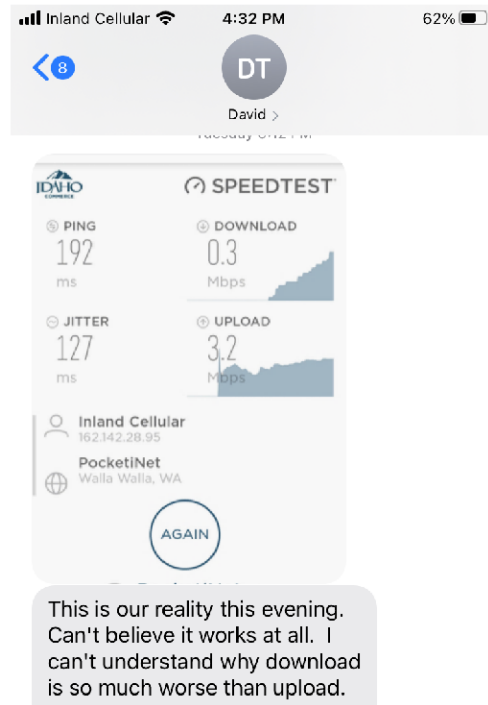 Inland Cellular 4:32 PM 62%
8
DT
David >
IDAHO SPEEDTEST
COMMERCE
PING DOWNLOAD
192 0.3
ms Mbps
JITTER UPLOAD
127 3.2
ms Mbps
Inland Cellular
162.142.28.95
PocketiNet
Walla Walla, WA
AGAIN
This is our reality this evening.
Can't believe it works at all. I
can't understand why download
is so much worse than upload.